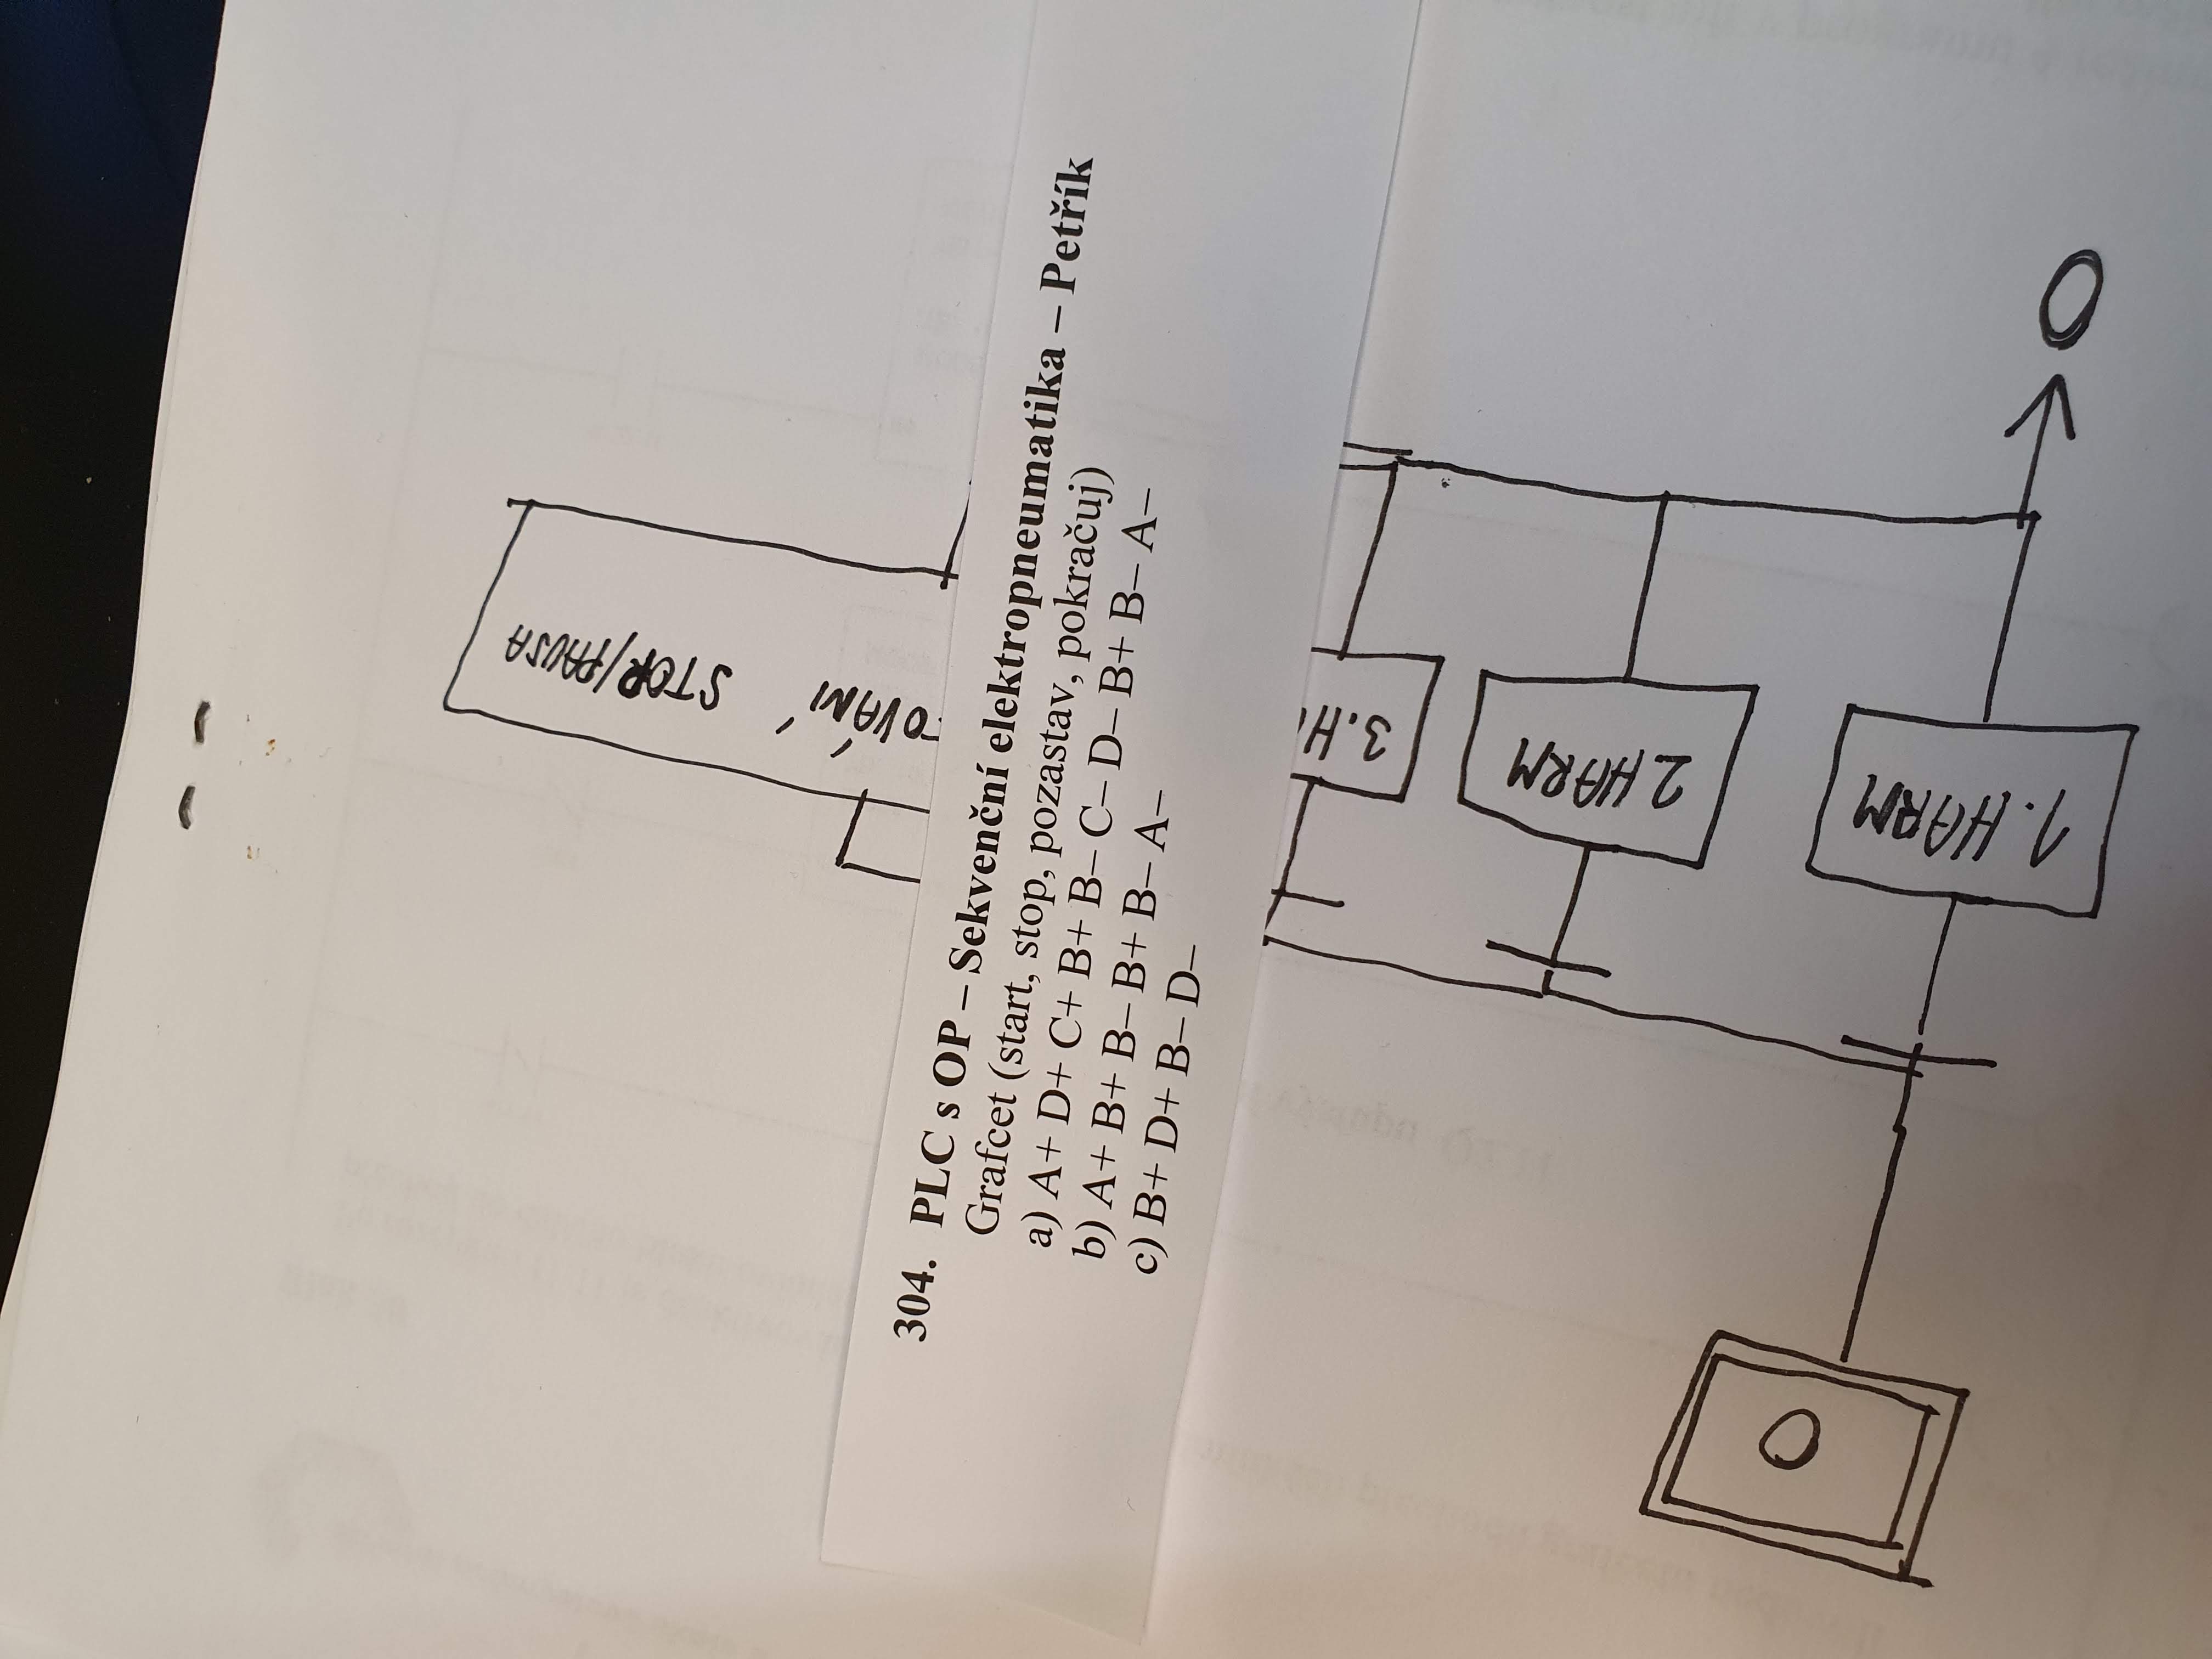 STOP/PAUSA
304. PLC s OP – Sekvenční elektropneumatika – Petřík
Grafcet (start, stop, pozastav, pokračuj)
a) A+ D+ C+ B+ B– C– D– B+ B– A–
b) A+ B+ B– B+ B– A–
c) B+ D+ B– D–
3.
2.HARM
0
1.HARM
0